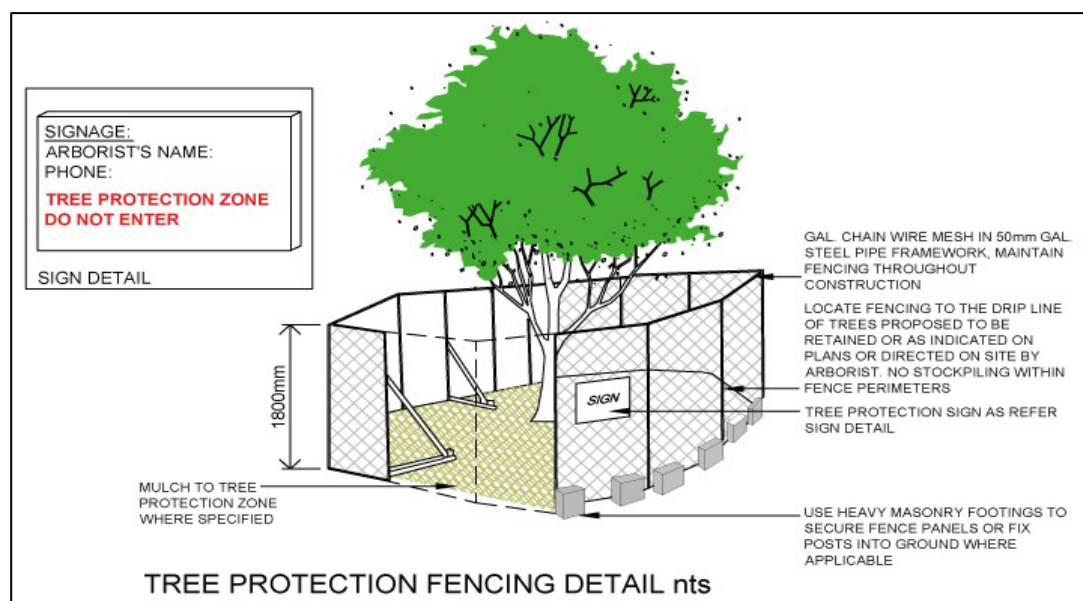 SIGNAGE:
ARBORIST'S NAME:
PHONE:
TREE PROTECTION ZONE
DO NOT ENTER
SIGN DETAIL
GAL. CHAIN WIRE MESH IN 50mm GAL.
STEEL PIPE FRAMEWORK, MAINTAIN
FENCING THROUGHOUT
CONSTRUCTION
LOCATE FENCING TO THE DRIP LINE
OF TREES PROPOSED TO BE
RETAINED OR AS INDICATED ON
PLANS OR DIRECTED ON SITE BY
ARBORIST. NO STOCKPILING WITHIN
FENCE PERIMETERS
1800mm
SIGN
TREE PROTECTION SIGN AS REFER
SIGN DETAIL
MULCH TO TREE
PROTECTION ZONE
WHERE SPECIFIED
USE HEAVY MASONRY FOOTINGS TO
SECURE FENCE PANELS OR FIX
POSTS INTO GROUND WHERE
APPLICABLE
TREE PROTECTION FENCING DETAIL nts